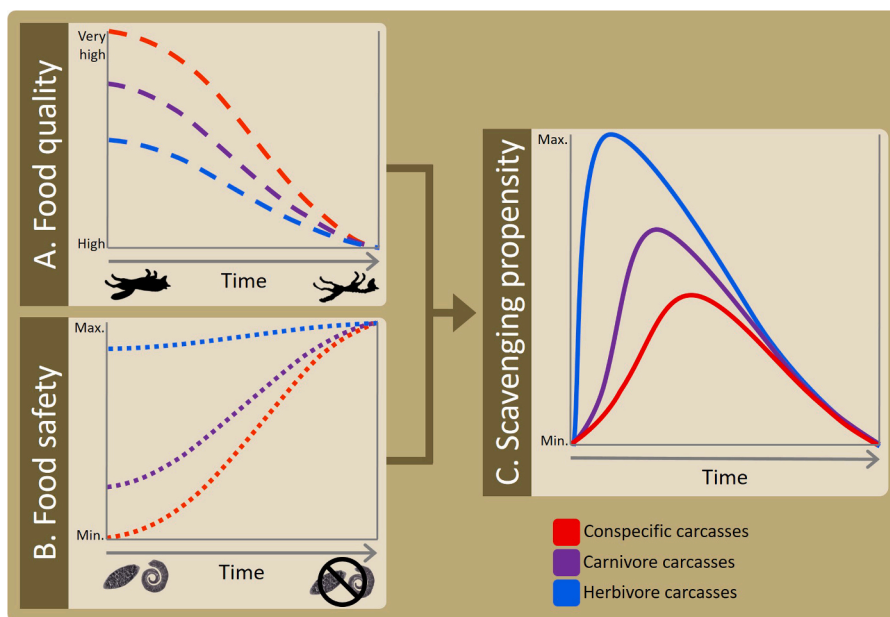 A. Food quality
Very
high
High
Time
B. Food safety
Max.
Min.
Time
C. Scavenging propensity
Max.
Min.
Time
Conspecific carcasses
Carnivore carcasses
Herbivore carcasses